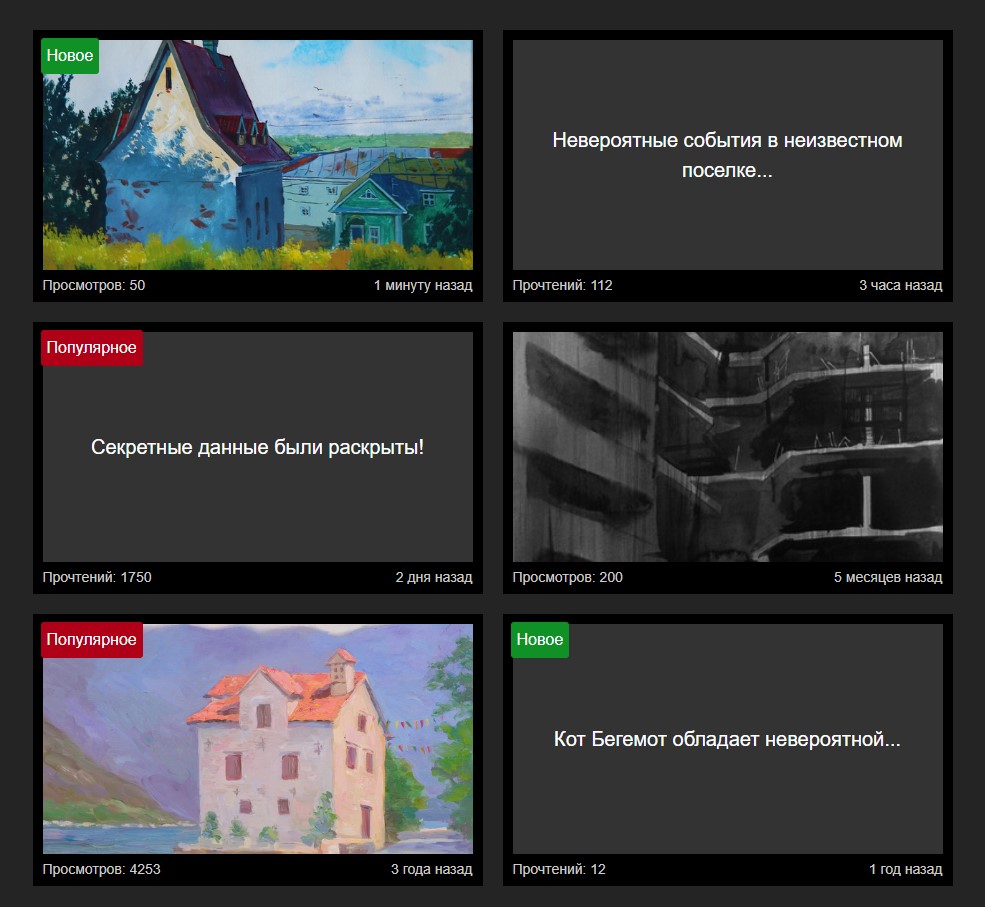 Новое
Просмотров: 50 1 минуту назад
Невероятные события в неизвестном
поселке...
Прочтений: 112 3 часа назад
Популярное
Секретные данные были раскрыты!
Прочтений: 1750 2 дня назад
Просмотров: 200 5 месяцев назад
Популярное
Просмотров: 4253 3 года назад
Новое
Кот Бегемот обладает невероятной...
Прочтений: 12 1 год назад